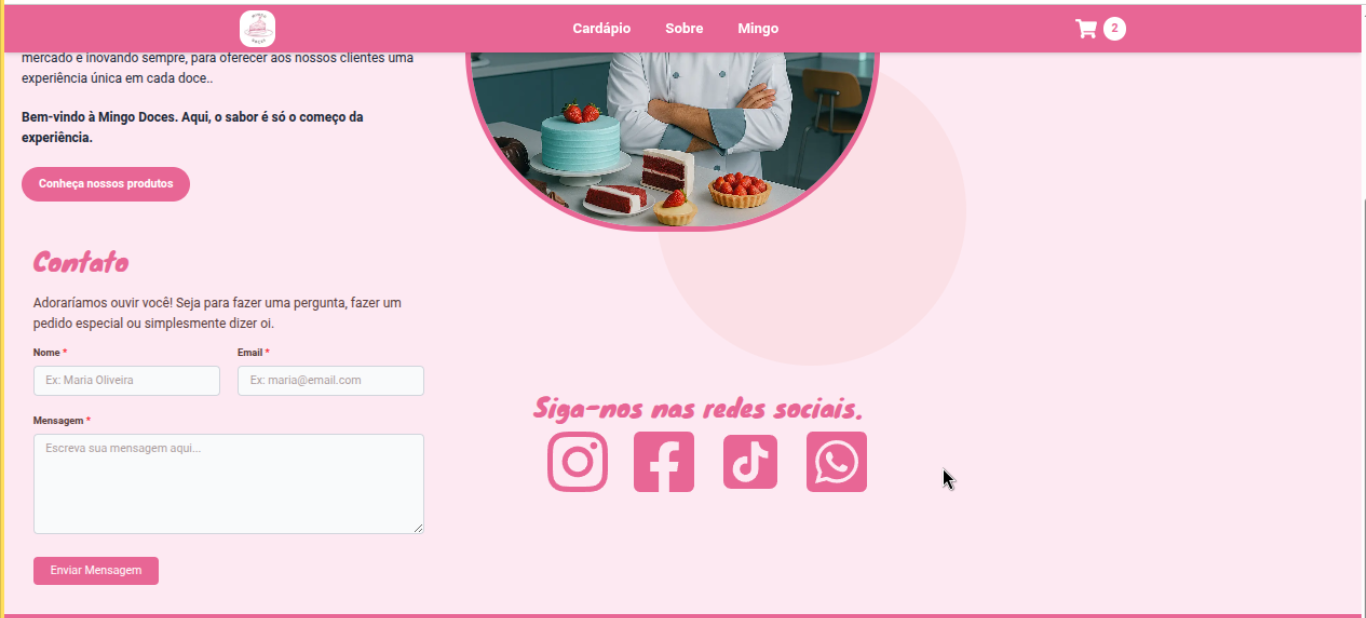 MINGO
DOCES
Cardápio
Sobre
Mingo
2
mercado e inovando sempre, para oferecer aos nossos clientes uma
experiência única em cada doce..
Bem-vindo à Mingo Doces. Aqui, o sabor é só o começo da
experiência.
Conheça nossos produtos
Contato
Adoraríamos ouvir você! Seja para fazer uma pergunta, fazer um
pedido especial ou simplesmente dizer oi.
Nome *
Email *
Ex: Maria Oliveira
Ex: maria@email.com
Mensagem *
Escreva sua mensagem aqui...
Enviar Mensagem
Siga-nos nas redes sociais.